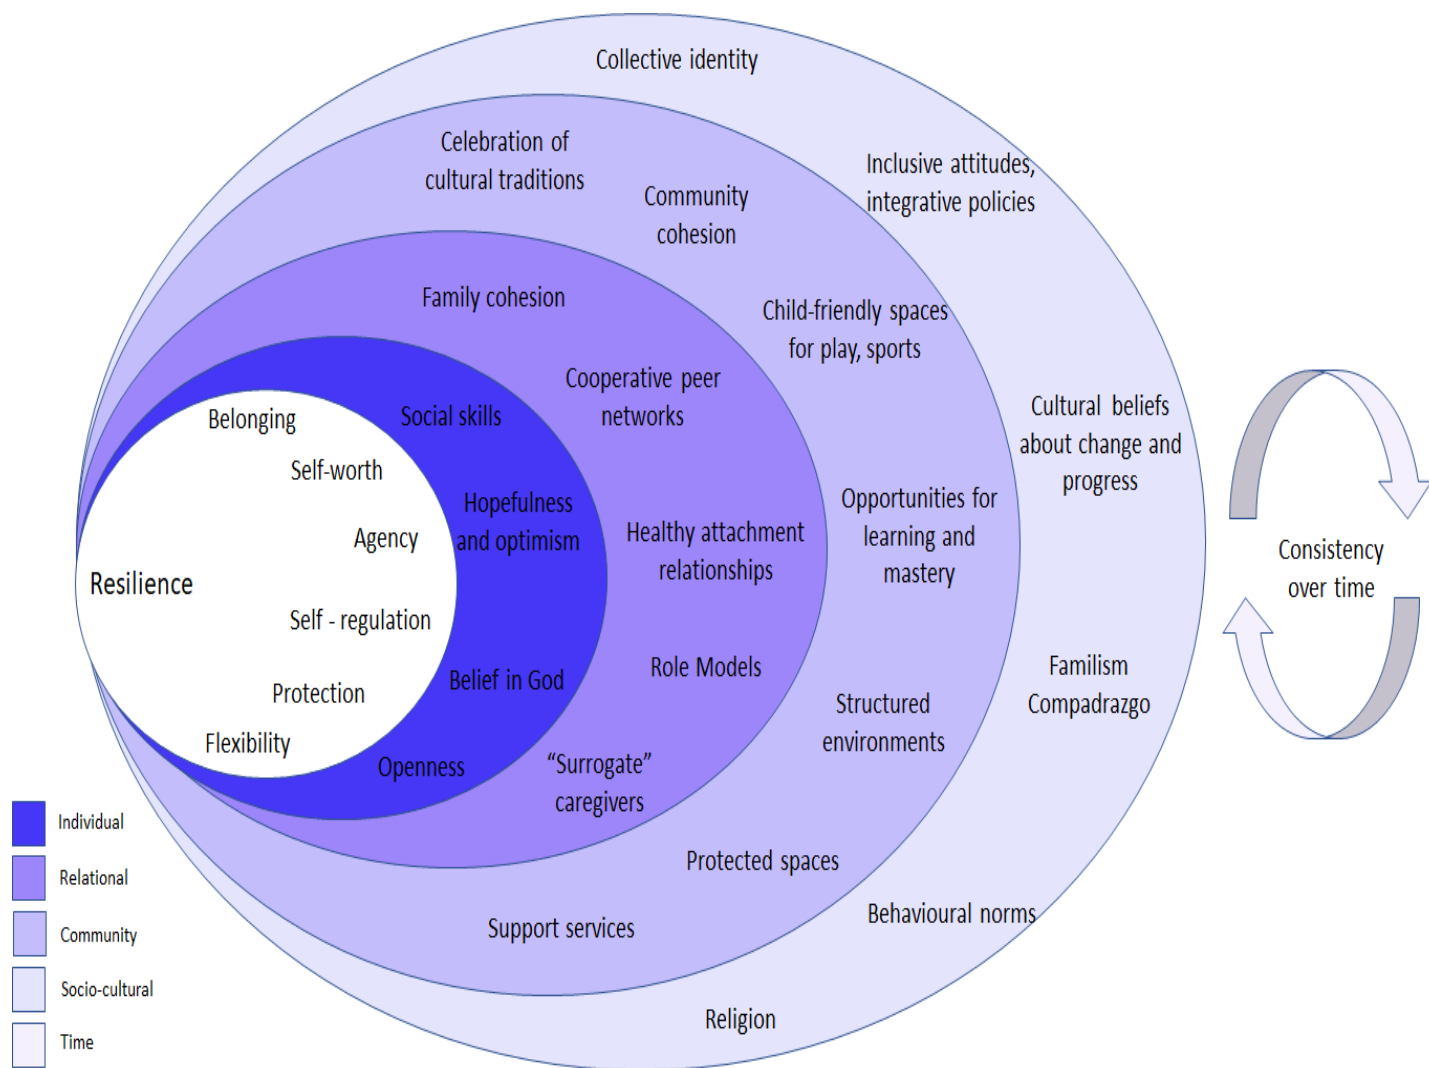 Collective identity
Celebration of
cultural traditions
Inclusive attitudes,
integrative policies
Community
cohesion
Family cohesion
Child-friendly spaces
for play, sports
Cooperative peer
networks
Cultural beliefs
about change and
progress
Belonging
Social skills
Self-worth
Hopefulness
and optimism
Agency
Healthy attachment
relationships
Opportunities for
learning and
mastery
Consistency
over time
Resilience
Self - regulation
Protection
Belief in God
Role Models
Familism
Compadrazgo
Structured
environments
Flexibility
Openness
“Surrogate”
caregivers
Protected spaces
Behavioural norms
Support services
Religion
Individual
Relational
Community
Socio-cultural
Time